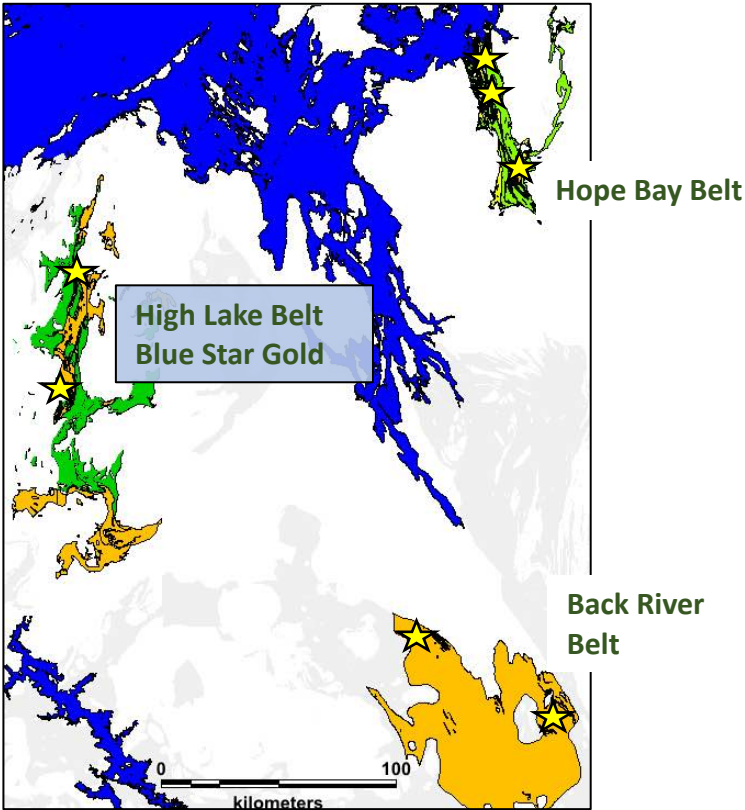 Hope Bay Belt
High Lake Belt
Blue Star Gold
Back River
Belt
0 100
kilometers